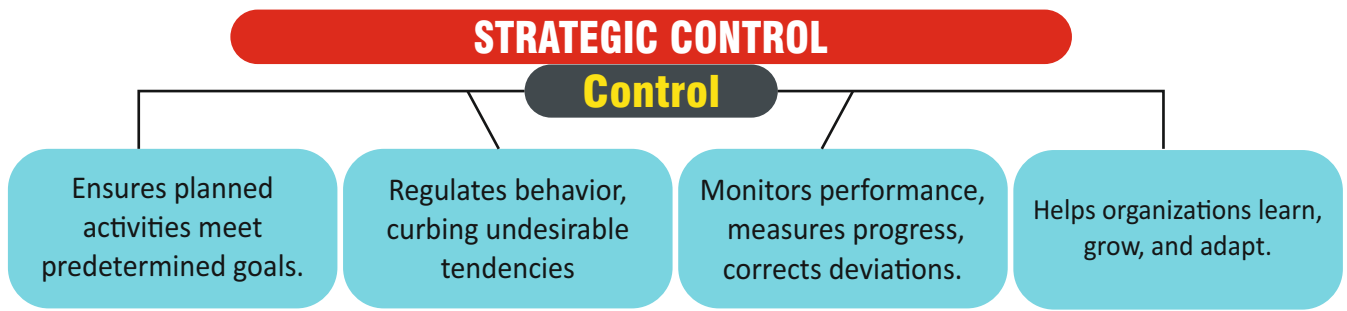 STRATEGIC CONTROL
Control
Ensures planned
activities meet
predetermined goals.
Regulates behavior,
curbing undesirable
tendencies
Monitors performance,
measures progress,
corrects deviations.
Helps organizations learn,
grow, and adapt.